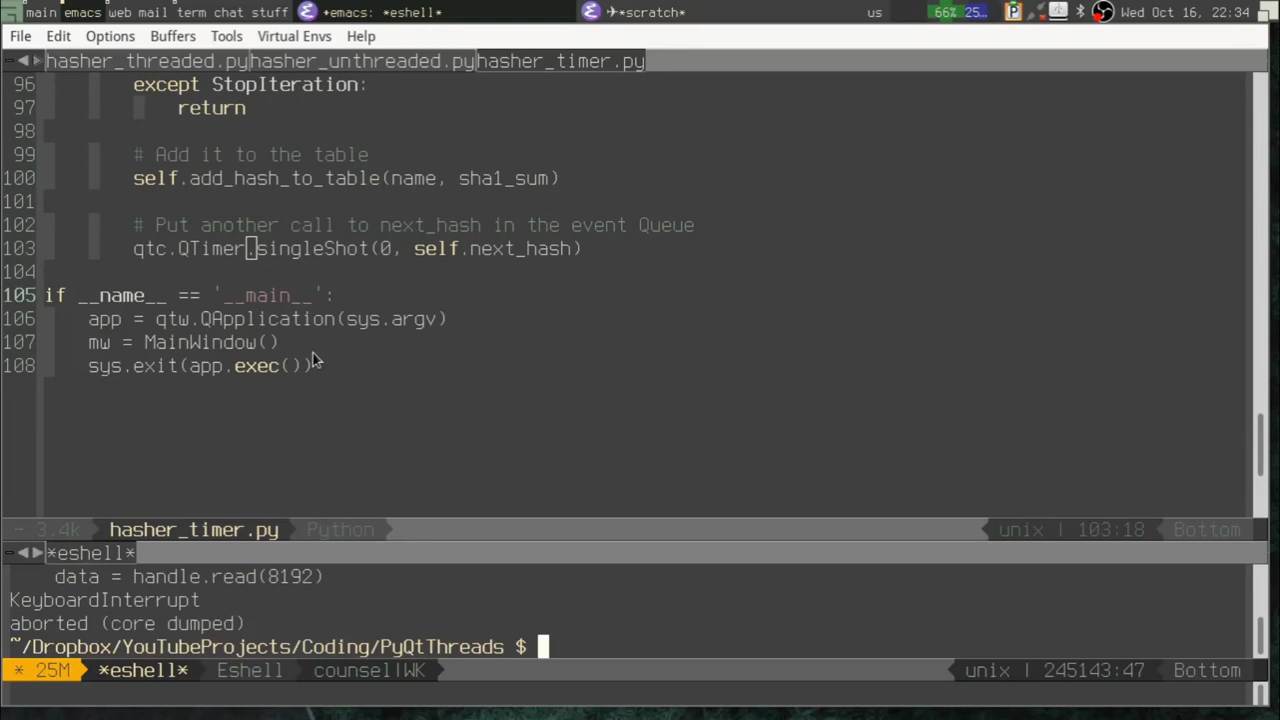 main emacs web mail term chat stuff +emacs: *eshell* *scratch* us 66% 25… P Wed Oct 16, 22:34
File Edit Options Buffers Tools Virtual Envs Help
hasher_threaded.py hasher_unthreaded.py hasher_timer.py
96 except StopIteration:
97 return
98
99 # Add it to the table
100 self.add_hash_to_table(name, sha1_sum)
101
102 # Put another call to next_hash in the event Queue
103 qtc.QTimer.singleShot(0, self.next_hash)
104
105 if __name__ == '__main__':
106 app = qtw.QApplication(sys.argv)
107 mw = MainWindow()
108 sys.exit(app.exec())
- 3.4k hasher_timer.py Python unix | 103:18 Bottom
*eshell*
data = handle.read(8192)
KeyboardInterrupt
aborted (core dumped)
~/Dropbox/YouTubeProjects/Coding/PyQtThreads $
* 25M *eshell* Eshell counsel|WK unix | 245143:47 Bottom